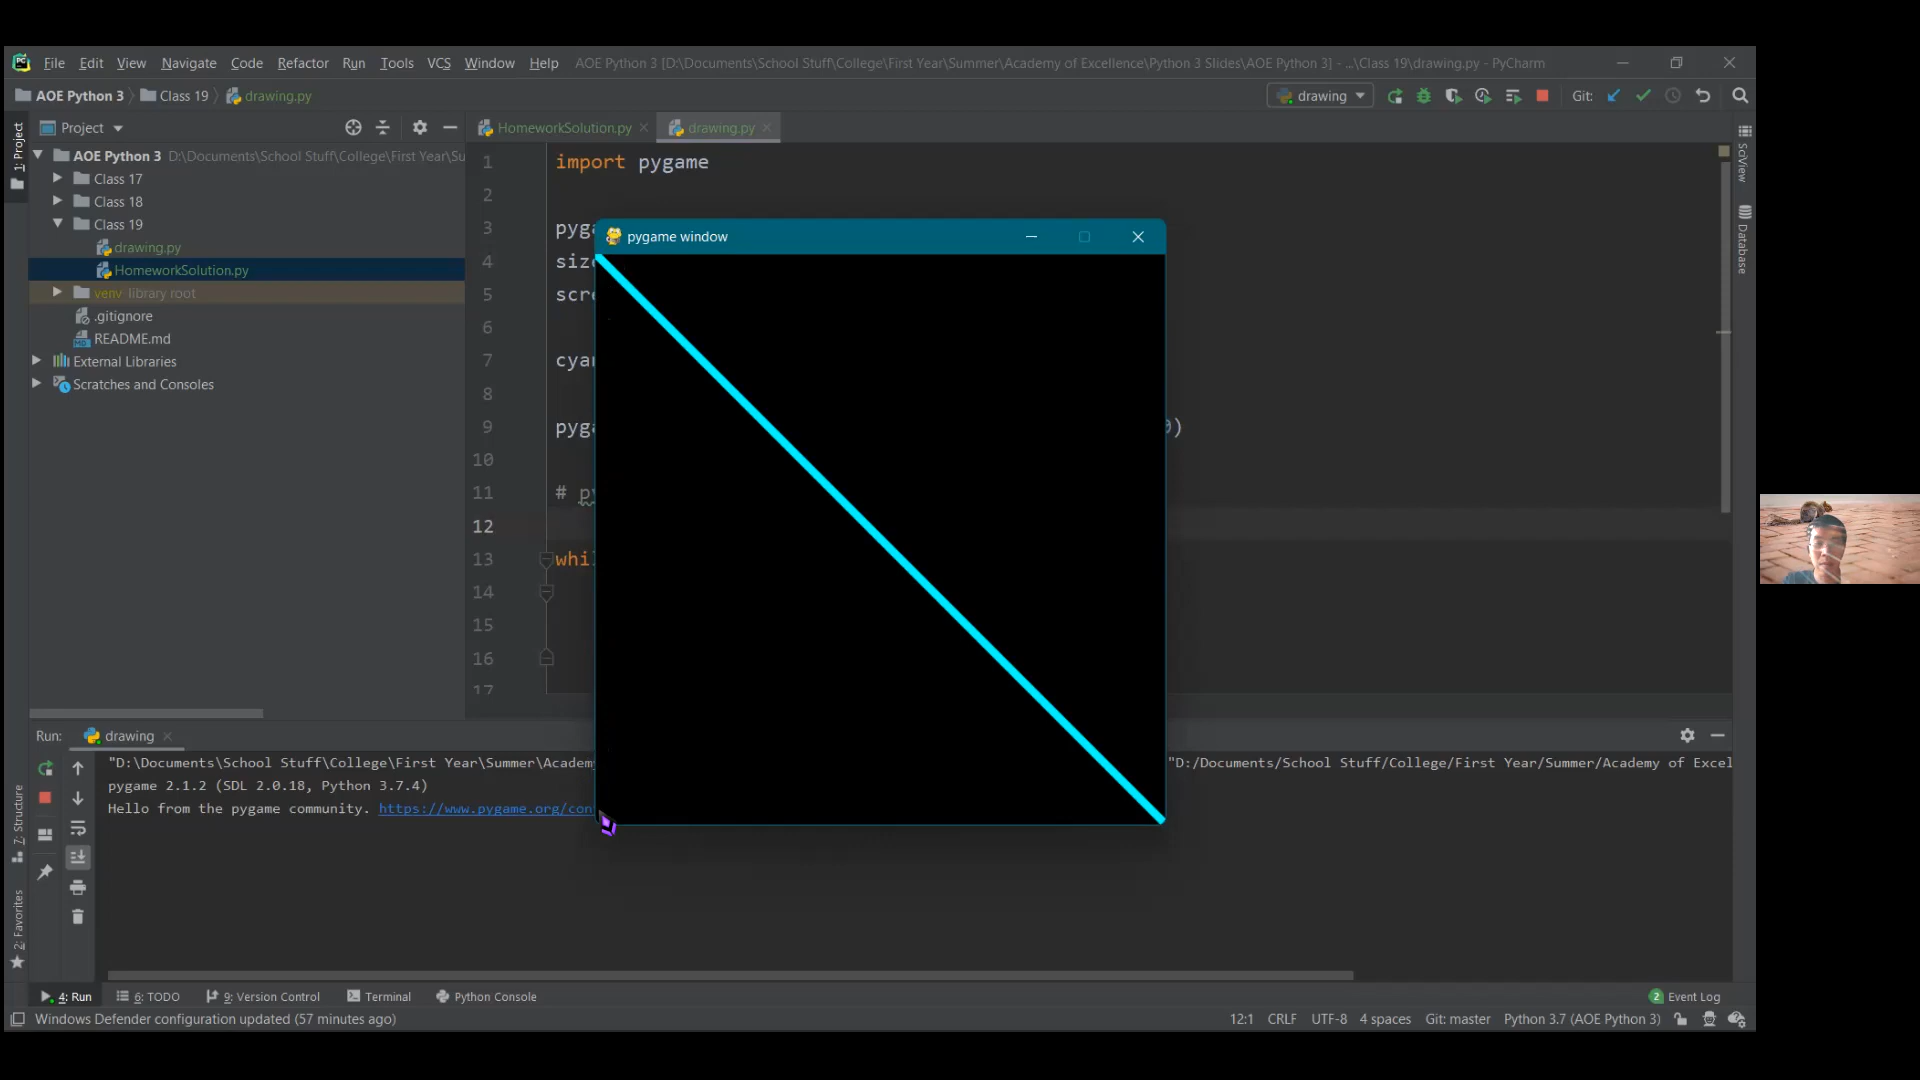 File Edit View Navigate Code Refactor Run Tools VCS Window Help AOE Python 3 [D:\Documents\School Stuff\College\First Year\Summer\Academy of Excellence\Python 3 Slides\AOE Python 3] - ...\Class 19\drawing.py - PyCharm
AOE Python 3 Class 19 drawing.py drawing Git:
1: Project
Project
HomeworkSolution.py drawing.py
AOE Python 3 D:\Documents\School Stuff\College\First Year\Su
Class 17
Class 18
Class 19
drawing.py
HomeworkSolution.py
venv library root
.gitignore
README.md
External Libraries
Scratches and Consoles
1 import pygame
2
3 pyg
4 size
5 scr
6
7 cyan
8
9 pyg )
10
11 # py
12
13 whi
14
15
16
17
pygame window
SciView
Database
Run: drawing
"D:\Documents\School Stuff\College\First Year\Summer\Academ "D:/Documents/School Stuff/College/First Year/Summer/Academy of Excel
pygame 2.1.2 (SDL 2.0.18, Python 3.7.4)
Hello from the pygame community. https://www.pygame.org/con
7: Structure
2: Favorites
4: Run 6: TODO 9: Version Control Terminal Python Console 2 Event Log
Windows Defender configuration updated (57 minutes ago) 12:1 CRLF UTF-8 4 spaces Git: master Python 3.7 (AOE Python 3)